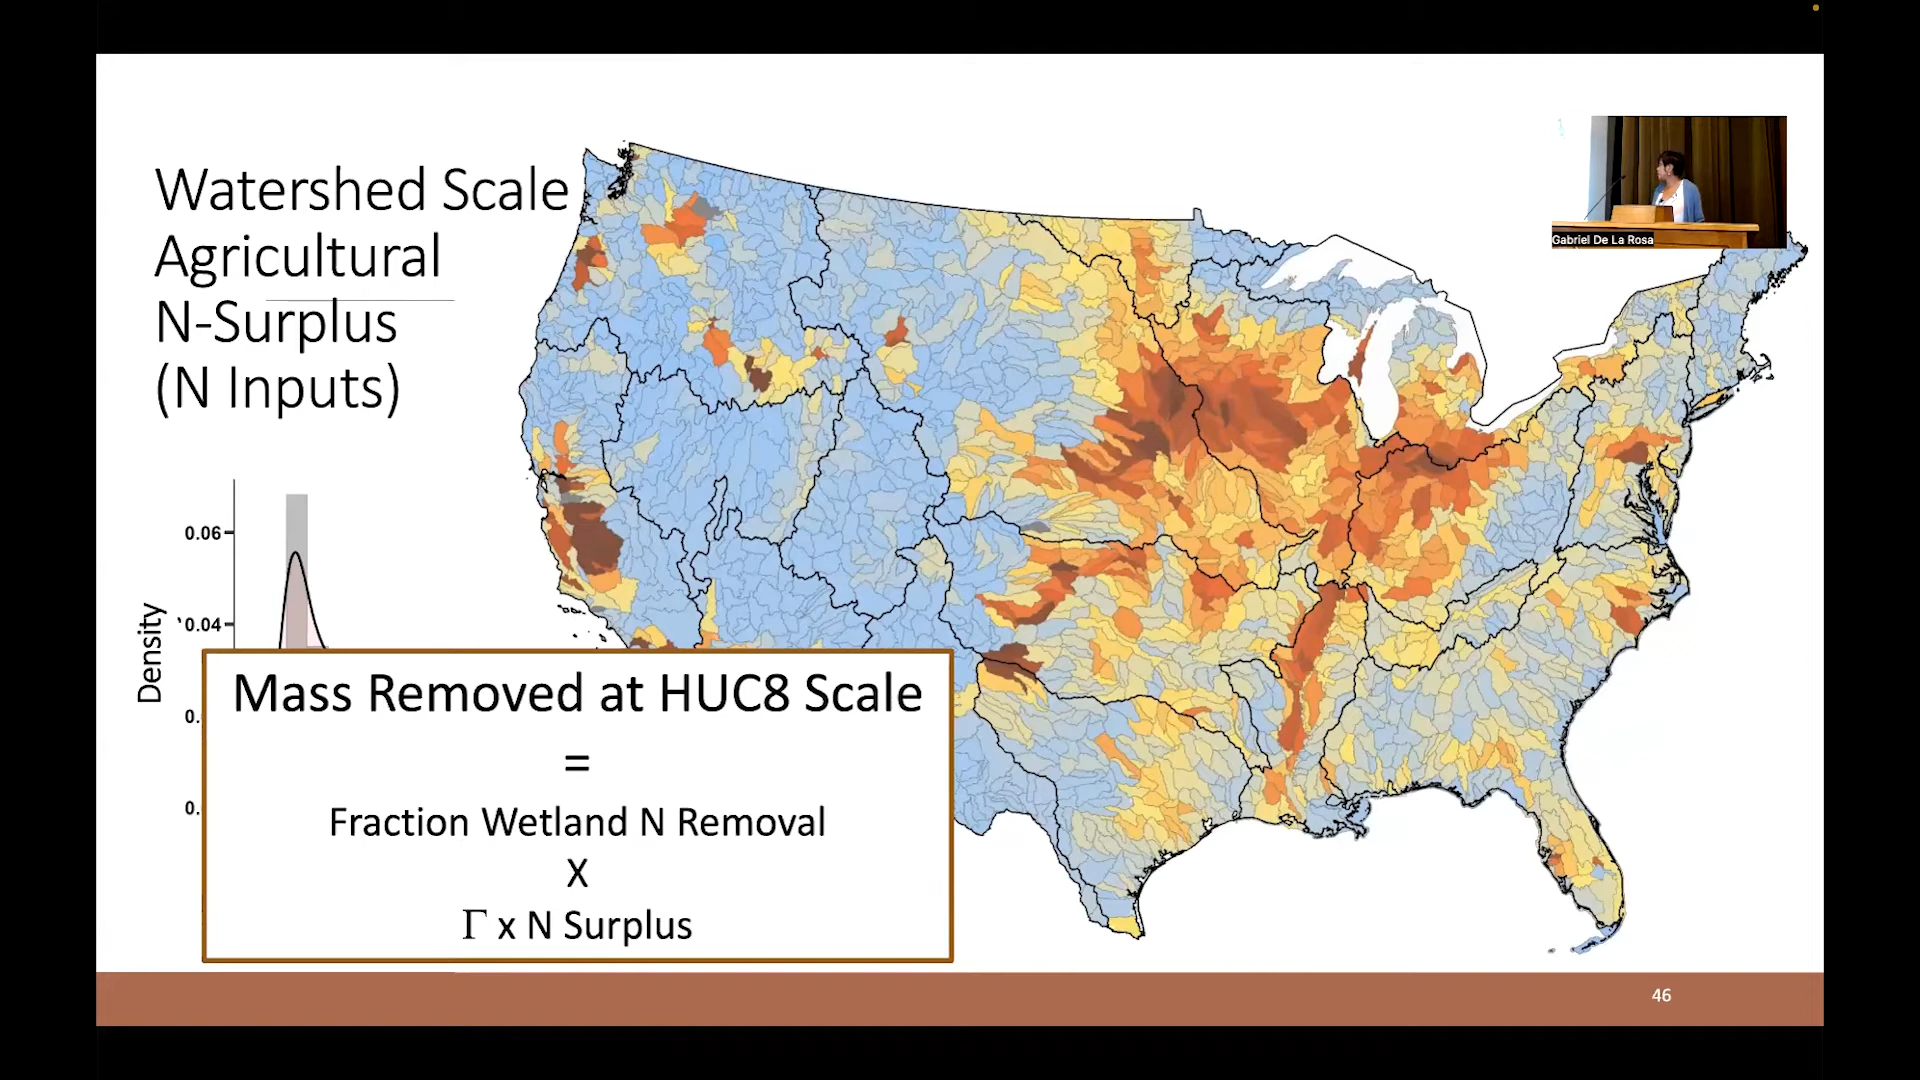 Watershed Scale
Agricultural
N-Surplus
(N Inputs)
Gabriel De La Rosa
0.06
Density
0.04
0.
0.
Mass Removed at HUC8 Scale
=
Fraction Wetland N Removal
X
Γ x N Surplus
46